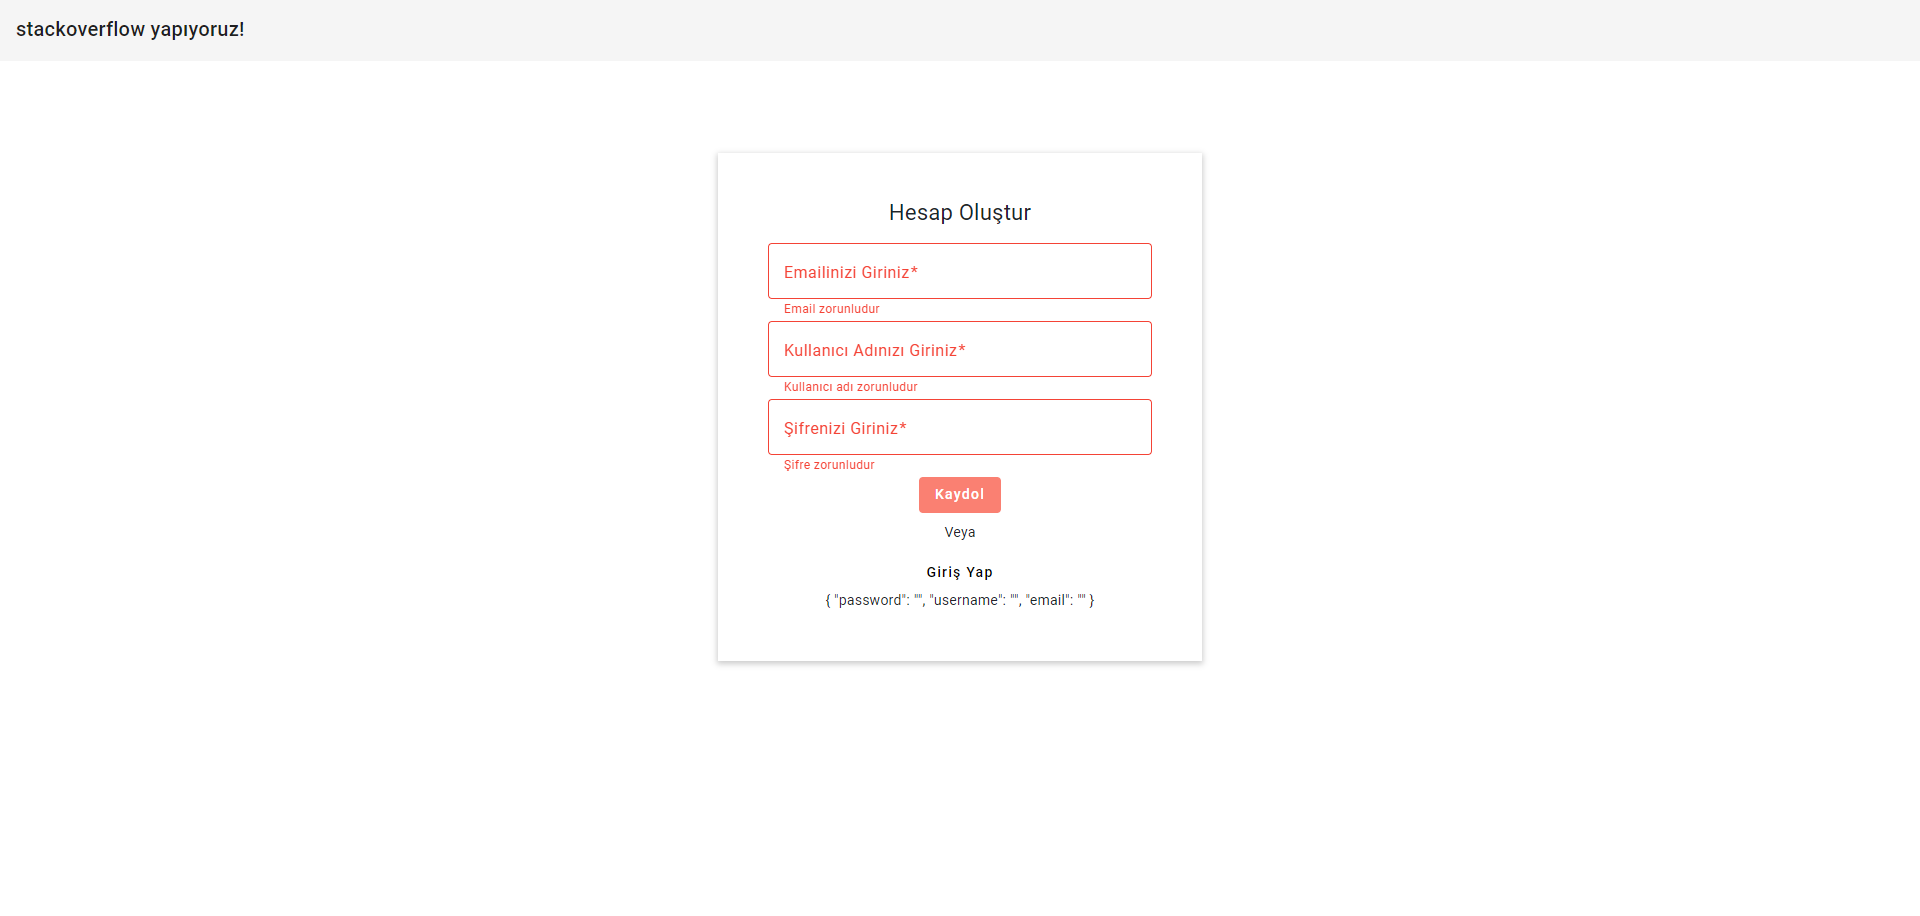 stackoverflow yapıyoruz!
Hesap Oluştur
Emailinizi Giriniz*
Email zorunludur
Kullanıcı Adınızı Giriniz*
Kullanıcı adı zorunludur
Şifrenizi Giriniz*
Şifre zorunludur
Kaydol
Veya
Giriş Yap
{ "password": "", "username": "", "email": "" }